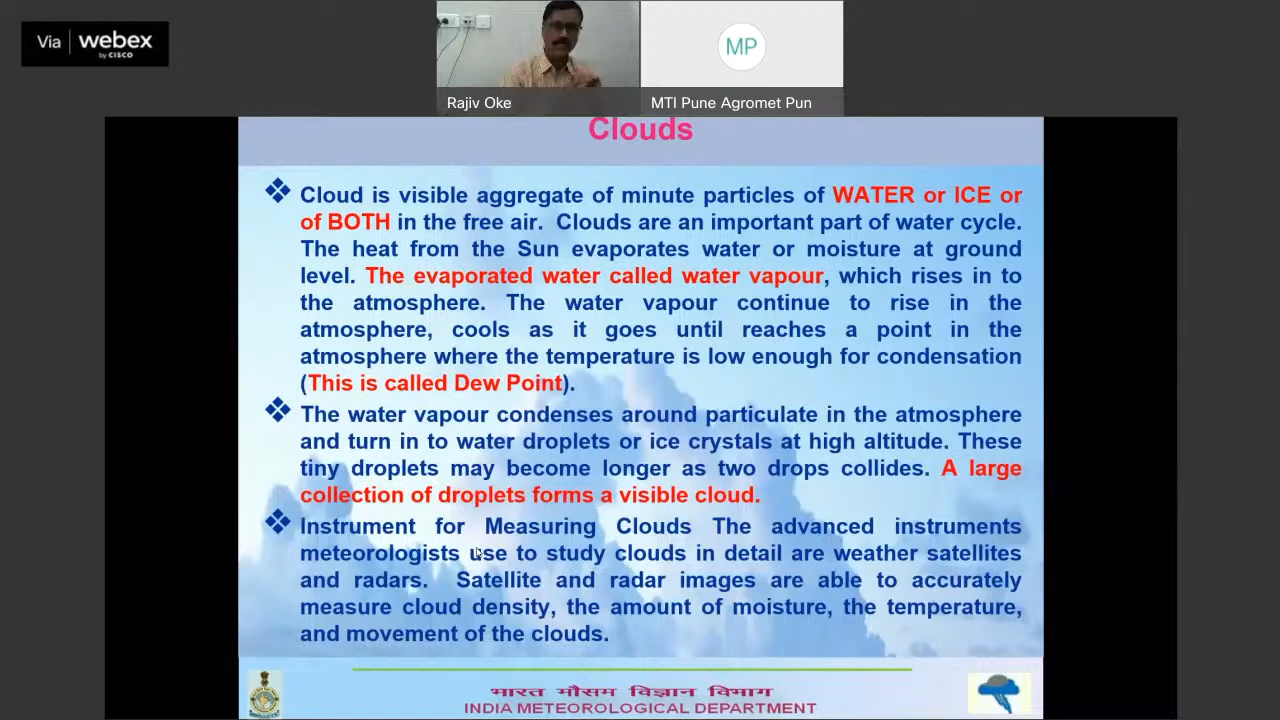 Via webex
by CISCO
MP
Rajiv Oke
MTI Pune Agromet Pun
Clouds
Cloud is visible aggregate of minute particles of WATER or ICE or
of BOTH in the free air. Clouds are an important part of water cycle.
The heat from the Sun evaporates water or moisture at ground
level. The evaporated water called water vapour, which rises in to
the atmosphere. The water vapour continue to rise in the
atmosphere, cools as it goes until reaches a point in the
atmosphere where the temperature is low enough for condensation
(This is called Dew Point).
The water vapour condenses around particulate in the atmosphere
and turn in to water droplets or ice crystals at high altitude. These
tiny droplets may become longer as two drops collides. A large
collection of droplets forms a visible cloud.
Instrument for Measuring Clouds The advanced instruments
meteorologists use to study clouds in detail are weather satellites
and radars. Satellite and radar images are able to accurately
measure cloud density, the amount of moisture, the temperature,
and movement of the clouds.
भारत मौसम विज्ञान विभाग
INDIA METEOROLOGICAL DEPARTMENT